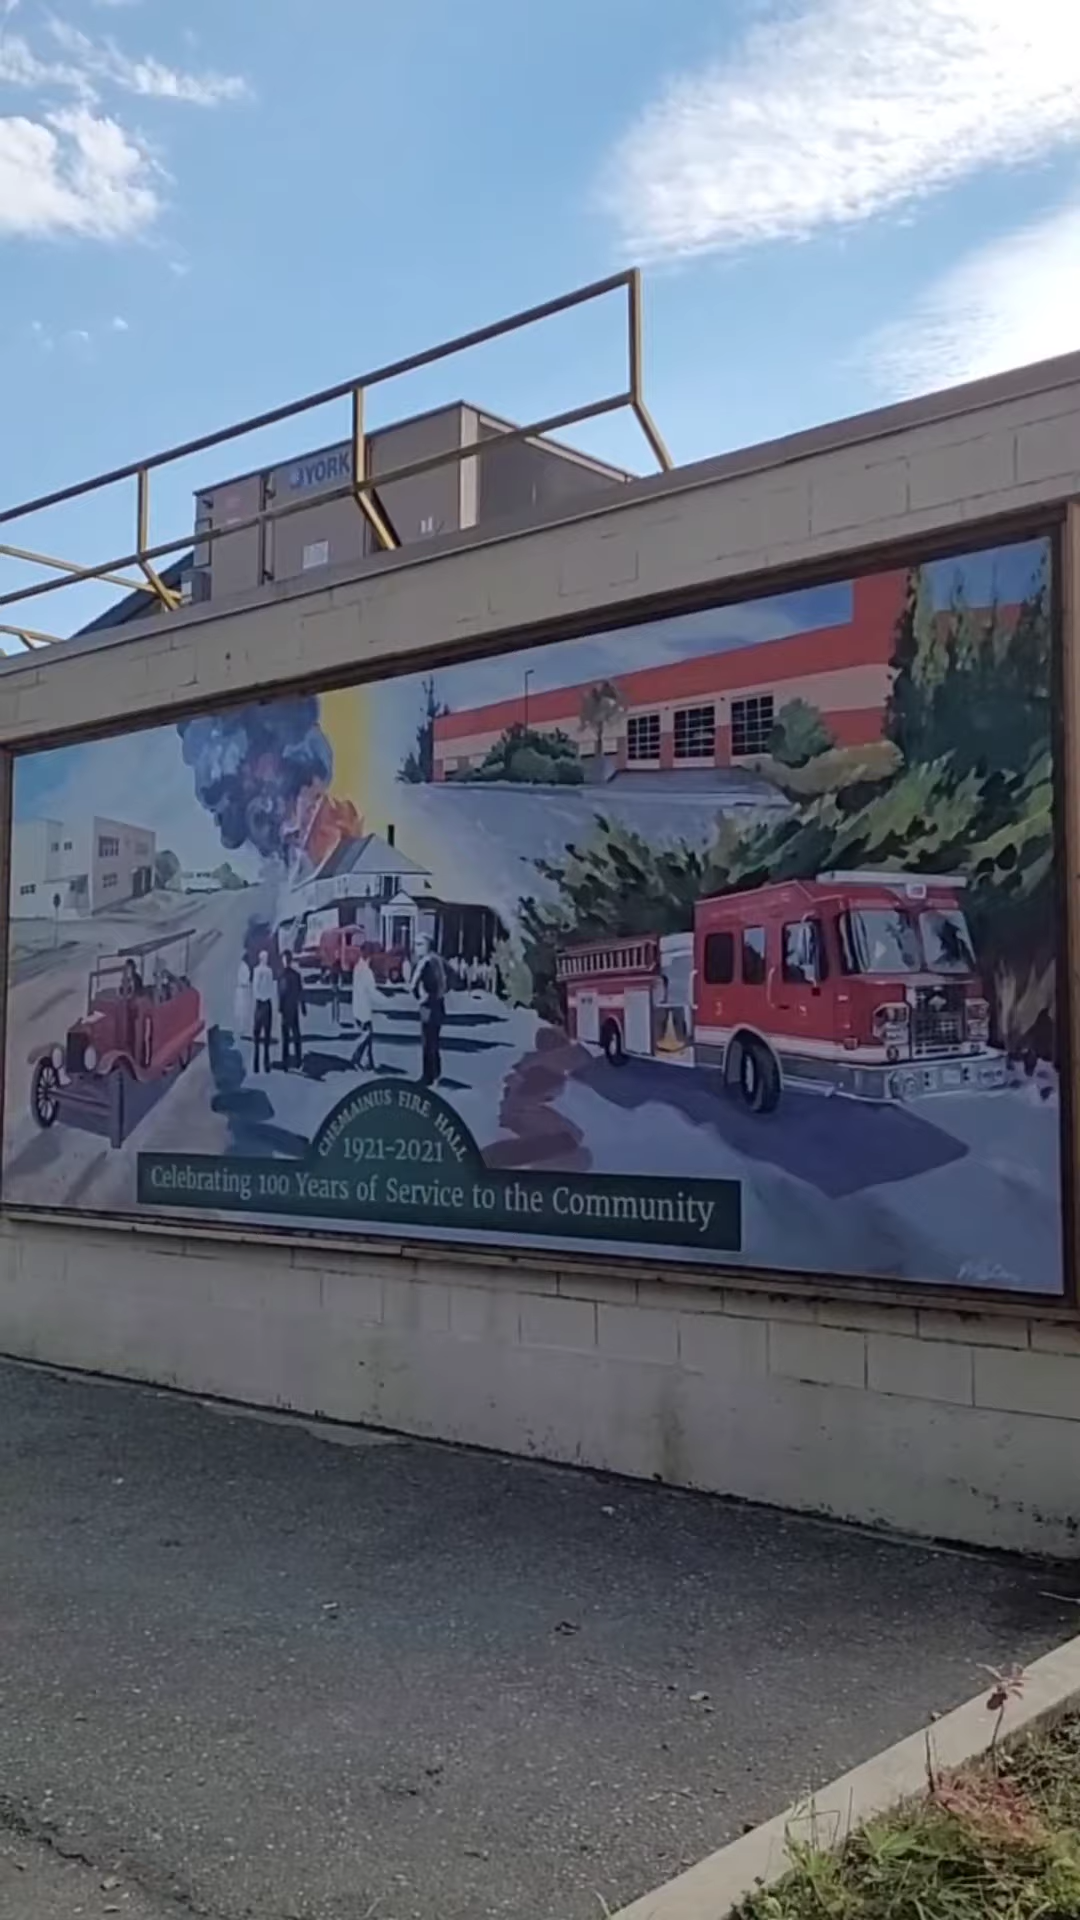 YORK
CHEMAINUS FIRE HALL
1921-2021
Celebrating 100 Years of Service to the Community